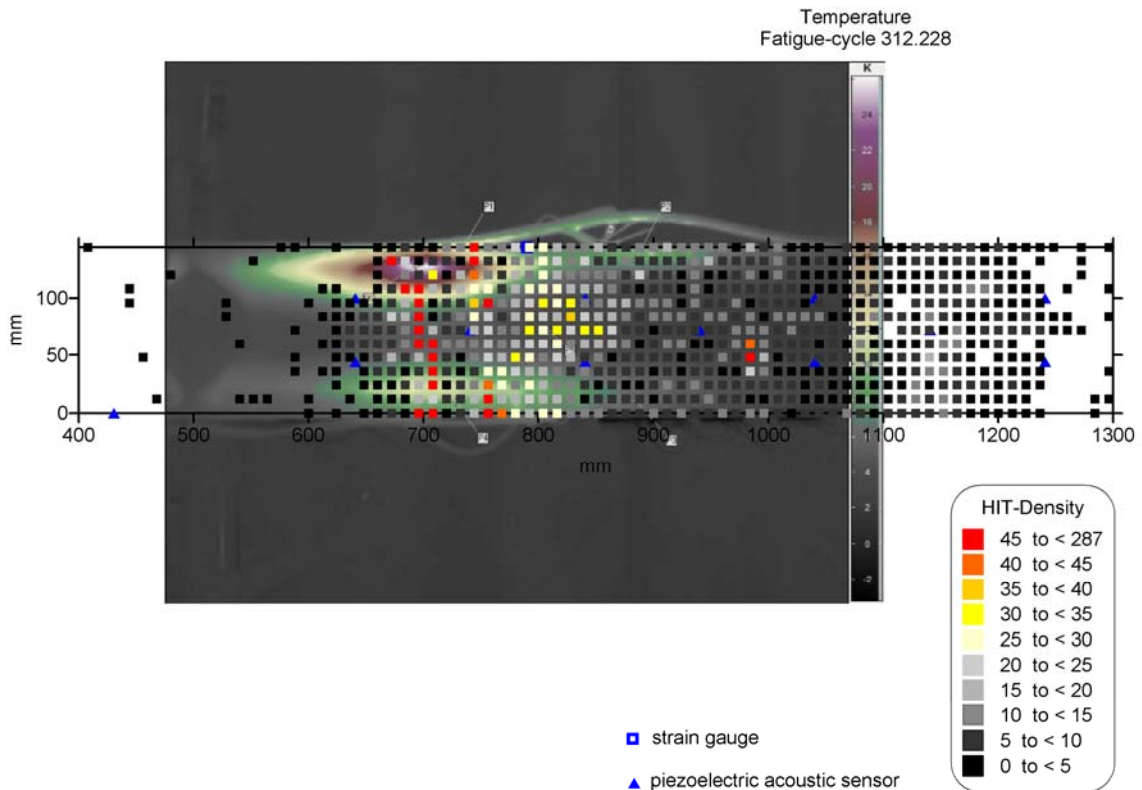 Temperature
Fatigue-cycle 312.228
K
24
22
20
18
4
2
0
-2
mm
100
50
0
400
500
600
700
800
900
1000
1100
1200
1300
mm
HIT-Density
45 to < 287
40 to < 45
35 to < 40
30 to < 35
25 to < 30
20 to < 25
15 to < 20
10 to < 15
5 to < 10
0 to < 5
strain gauge
piezoelectric acoustic sensor